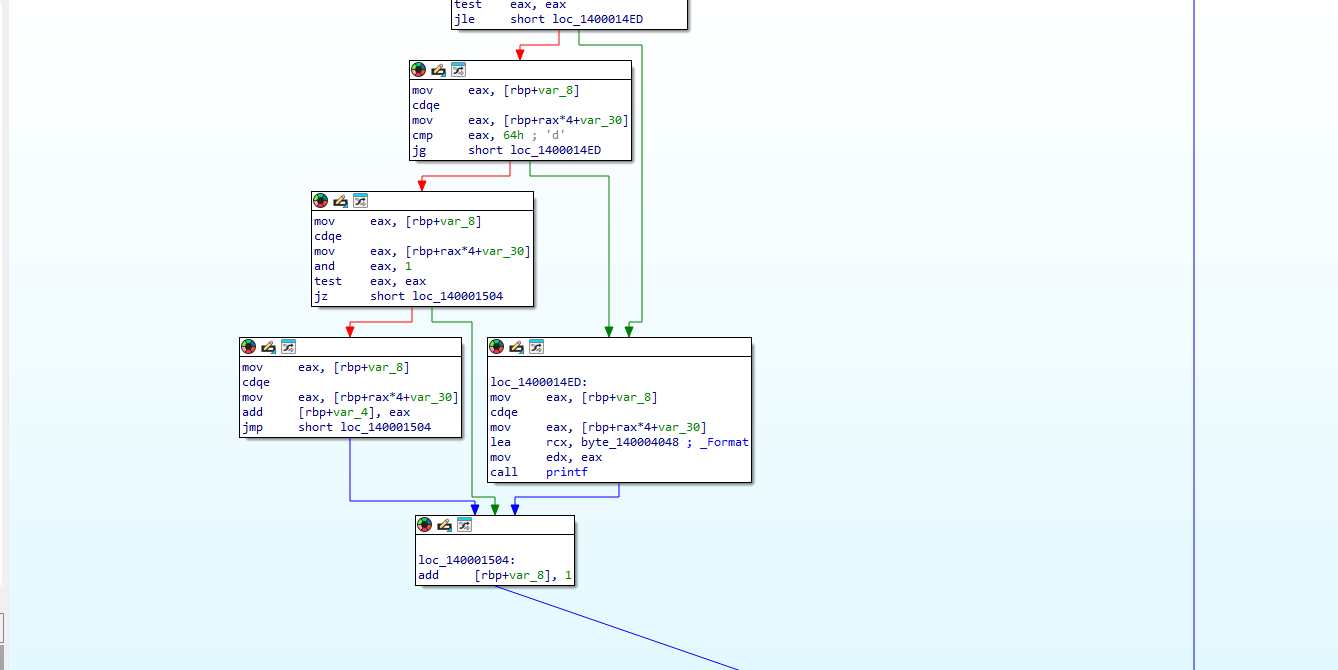 test eax, eax
jle short loc_1400014ED
mov eax, [rbp+var_8]
cdqe
mov eax, [rbp+rax*4+var_30]
cmp eax, 64h ; 'd'
jg short loc_1400014ED
mov eax, [rbp+var_8]
cdqe
mov eax, [rbp+rax*4+var_30]
and eax, 1
test eax, eax
jz short loc_140001504
mov eax, [rbp+var_8]
cdqe
mov eax, [rbp+rax*4+var_30]
add [rbp+var_4], eax
jmp short loc_140001504
loc_1400014ED:
mov eax, [rbp+var_8]
cdqe
mov eax, [rbp+rax*4+var_30]
lea rcx, byte_140004048 ; _Format
mov edx, eax
call printf
loc_140001504:
add [rbp+var_8], 1